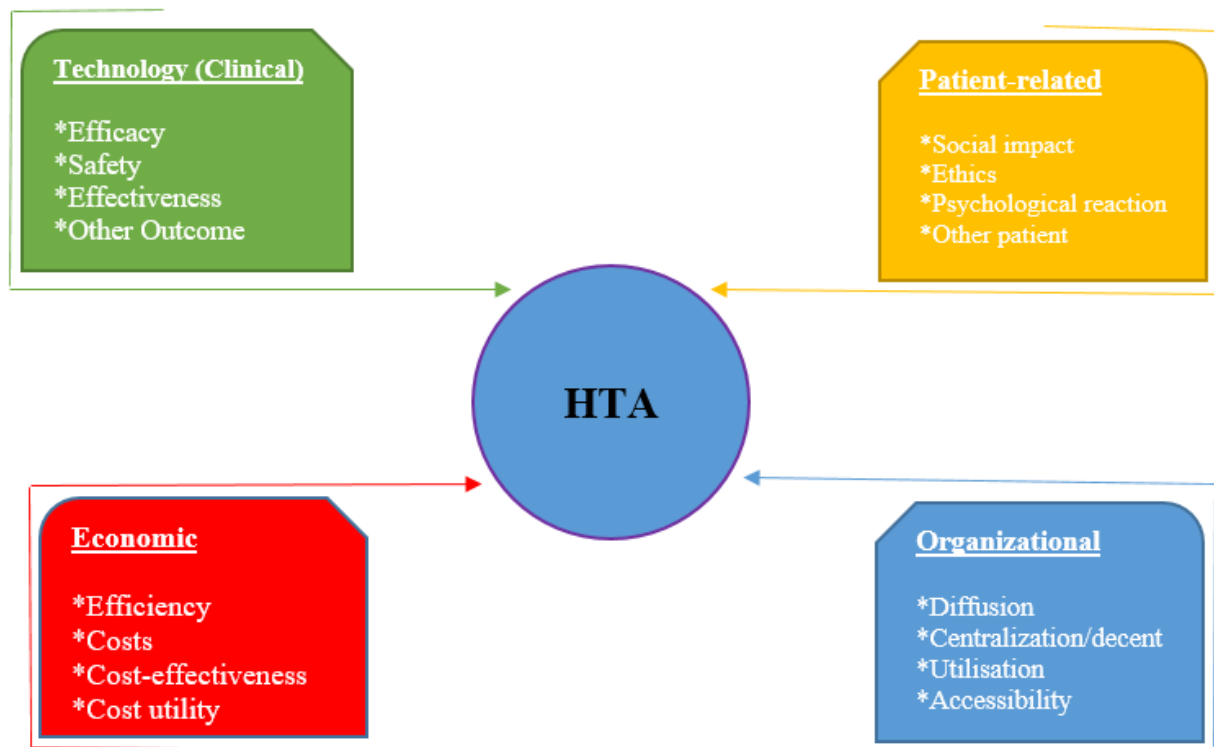 Technology (Clinical)
*Efficacy
*Safety
*Effectiveness
*Other Outcome
Patient-related
*Social impact
*Ethics
*Psychological reaction
*Other patient
HTA
Economic
*Efficiency
*Costs
*Cost-effectiveness
*Cost utility
Organizational
*Diffusion
*Centralization/decent
*Utilisation
*Accessibility